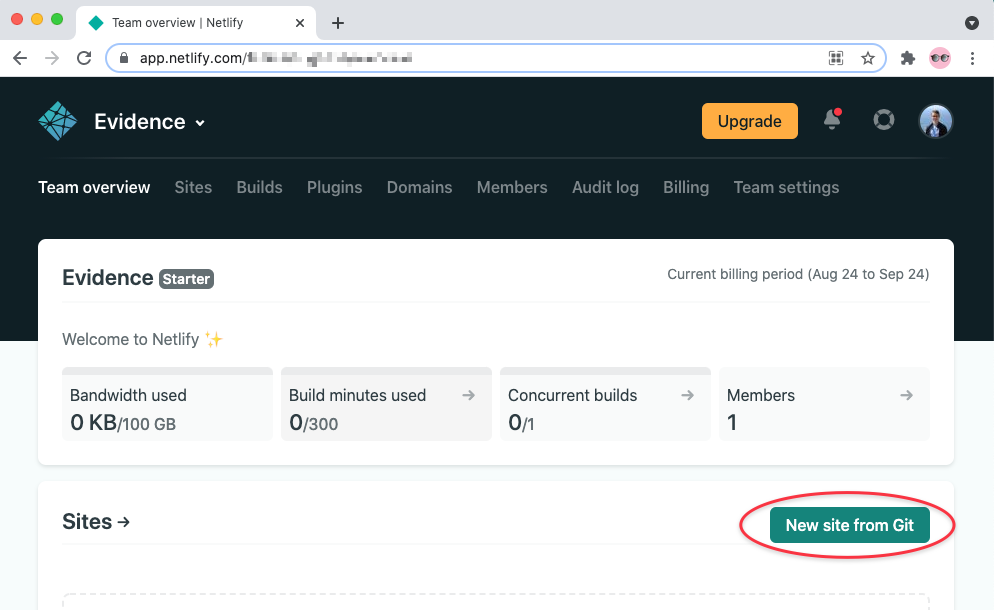 Team overview | Netlify
app.netlify.com/
Evidence
Upgrade
Team overview Sites Builds Plugins Domains Members Audit log Billing Team settings
Evidence Starter
Current billing period (Aug 24 to Sep 24)
Welcome to Netlify ✨
Bandwidth used
0 KB/100 GB
Build minutes used →
0/300
Concurrent builds →
0/1
Members →
1
Sites →
New site from Git